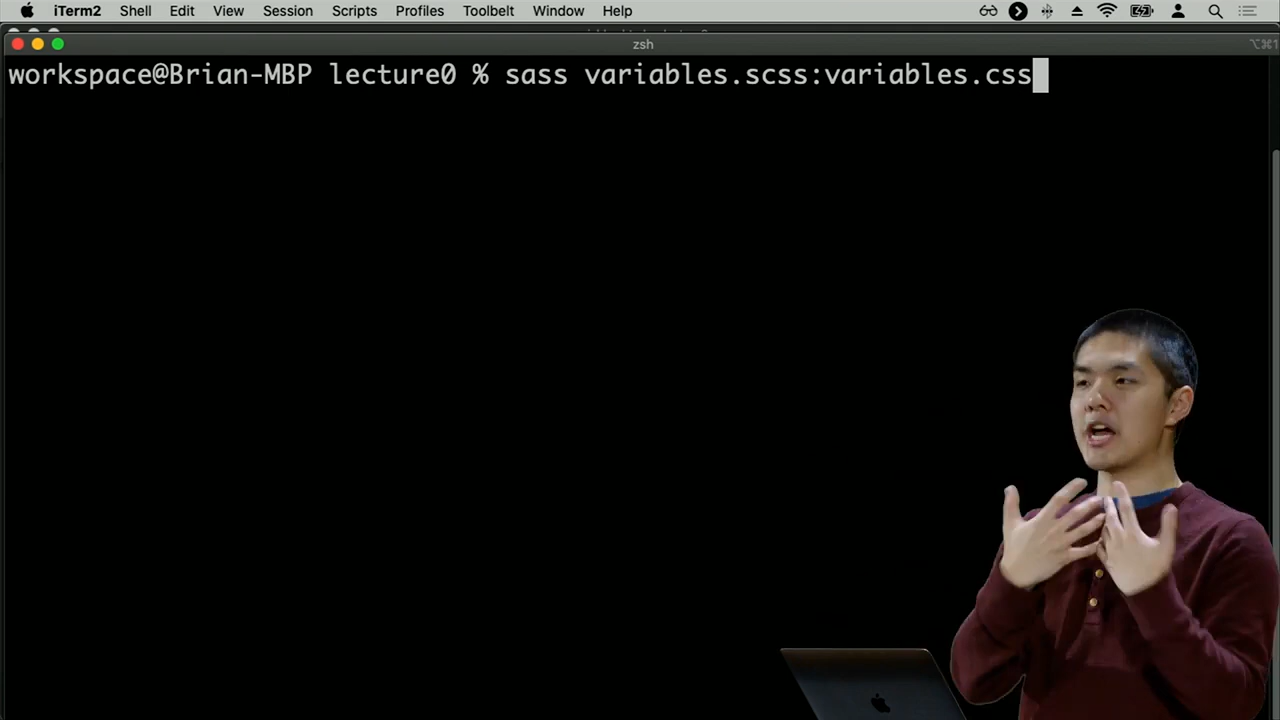 iTerm2 Shell Edit View Session Scripts Profiles Toolbelt Window Help
zsh
workspace@Brian-MBP lecture0 % sass variables.scss:variables.css